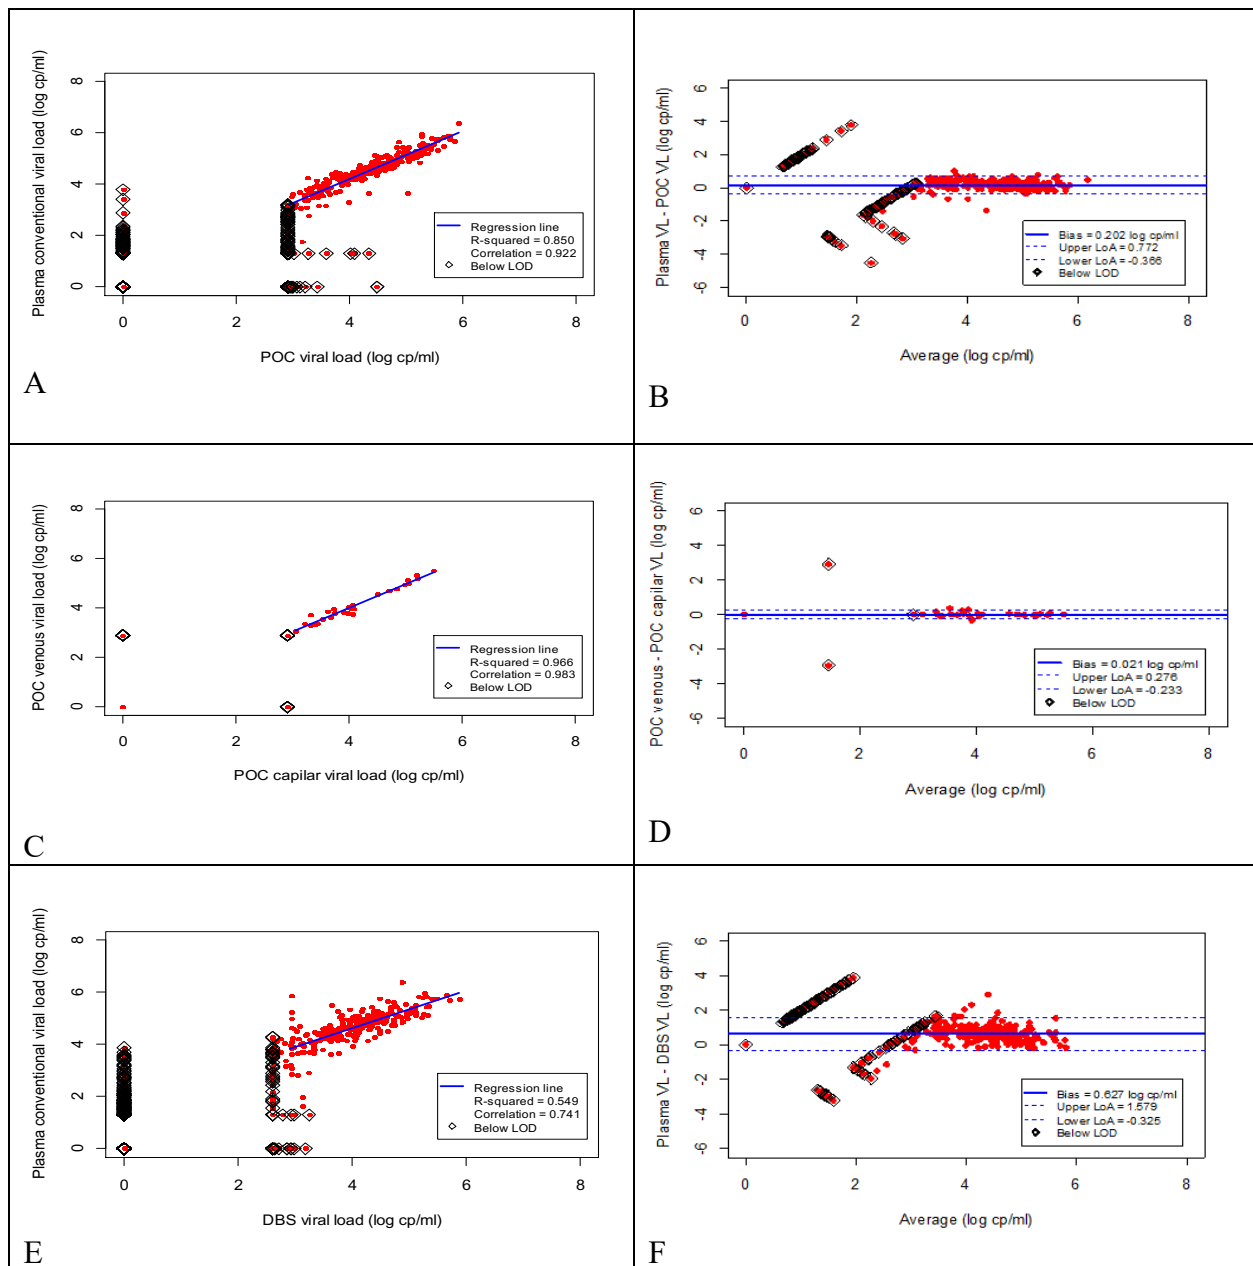 Plasma conventional viral load (log cp/ml)
8
6
4
2
0
0 2 4 6 8
POC viral load (log cp/ml)
Regression line
R-squared = 0.850
Correlation = 0.922
Below LOD
A
Plasma VL - POC VL (log cp/ml)
6
4
2
0
-2
-4
-6
0 2 4 6 8
Average (log cp/ml)
Bias = 0.202 log cp/ml
Upper LoA = 0.772
Lower LoA = -0.366
Below LOD
B
POC venous viral load (log cp/ml)
8
6
4
2
0
0 2 4 6 8
POC capilar viral load (log cp/ml)
Regression line
R-squared = 0.966
Correlation = 0.983
Below LOD
C
POC venous - POC capilar VL (log cp/ml)
6
4
2
0
-2
-4
-6
0 2 4 6 8
Average (log cp/ml)
Bias = 0.021 log cp/ml
Upper LoA = 0.276
Lower LoA = -0.233
Below LOD
D
Plasma conventional viral load (log cp/ml)
8
6
4
2
0
0 2 4 6 8
DBS viral load (log cp/ml)
Regression line
R-squared = 0.549
Correlation = 0.741
Below LOD
E
Plasma VL - DBS VL (log cp/ml)
6
4
2
0
-2
-4
-6
0 2 4 6 8
Average (log cp/ml)
Bias = 0.627 log cp/ml
Upper LoA = 1.579
Lower LoA = -0.325
Below LOD
F